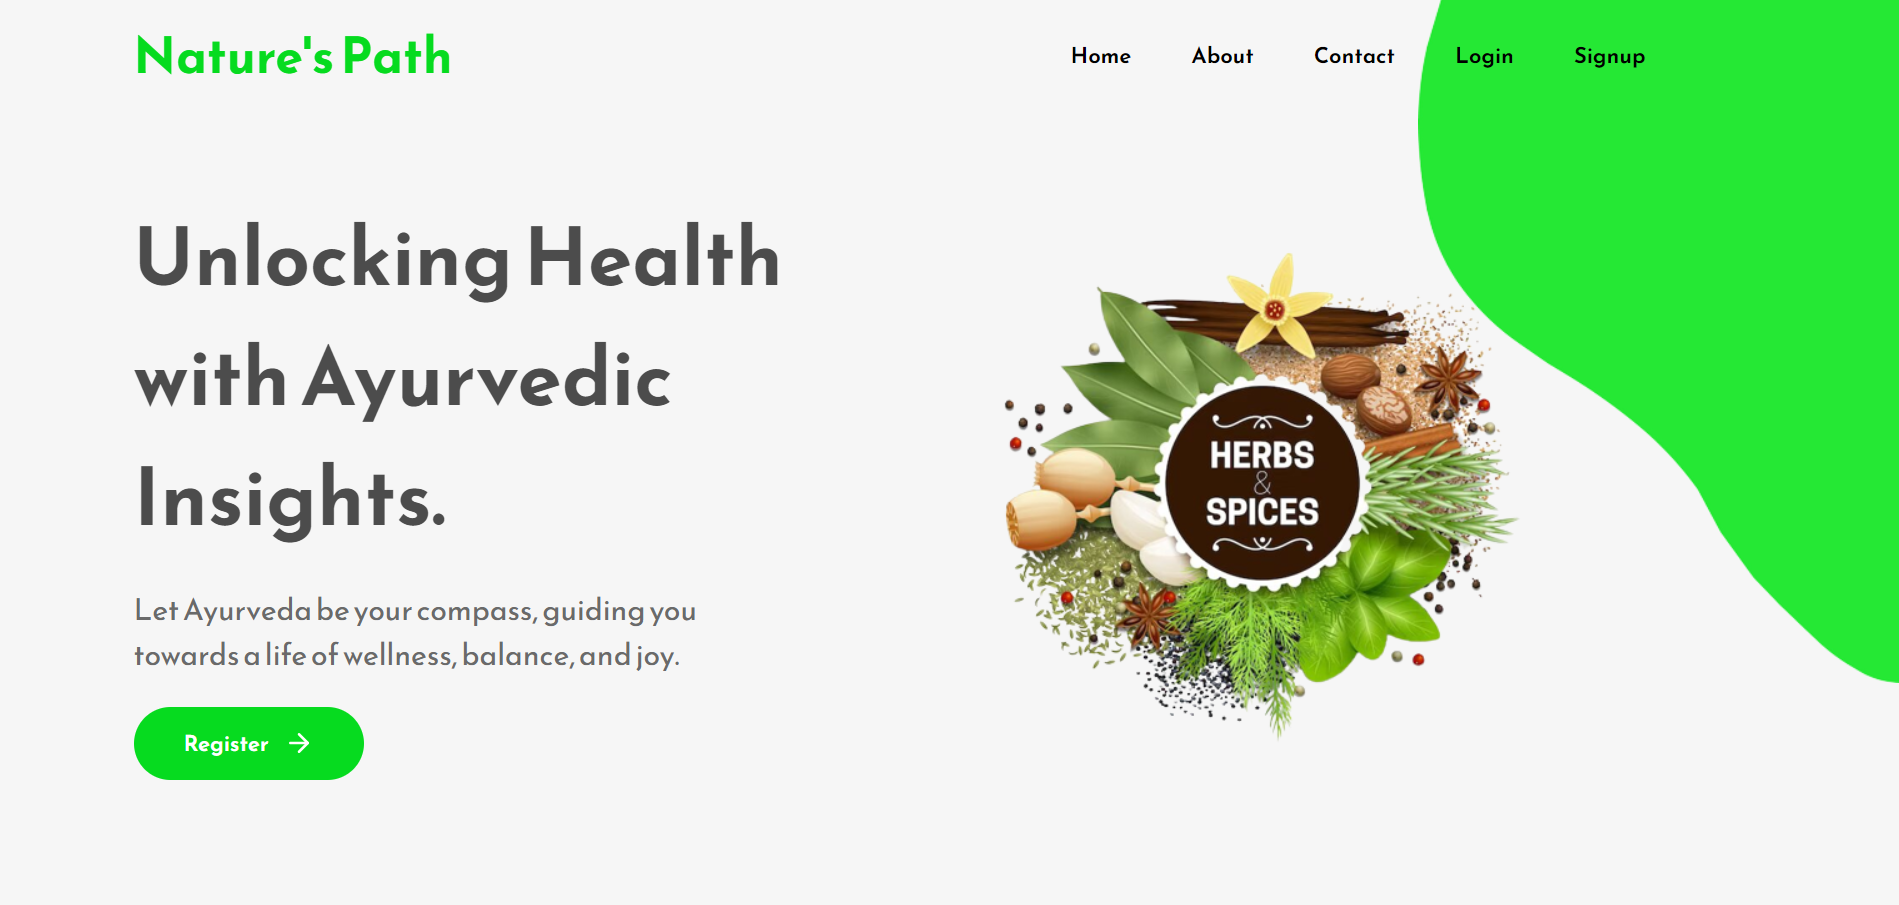 Nature's Path
Home About Contact Login Signup
Unlocking Health
with Ayurvedic
Insights.
Let Ayurveda be your compass, guiding you
towards a life of wellness, balance, and joy.
Register
HERBS
&
SPICES